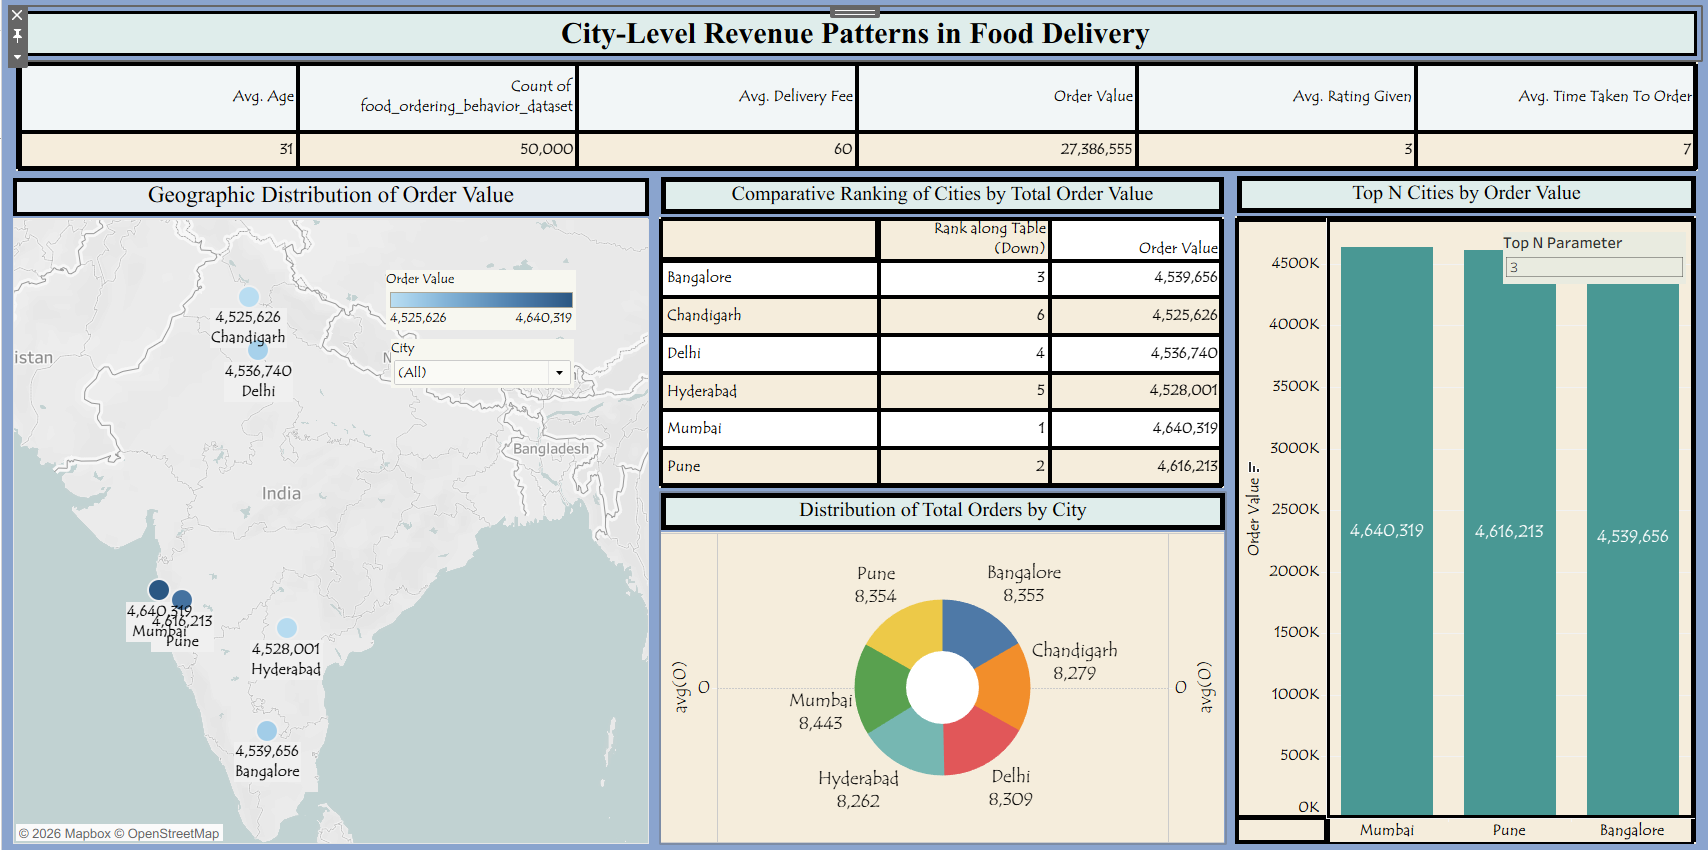 City-Level Revenue Patterns in Food Delivery
Avg. Age
Count of
food_ordering_behavior_dataset
Avg. Delivery Fee
Order Value
Avg. Rating Given
Avg. Time Taken To Order
31
50,000
60
27,386,555
3
7
Geographic Distribution of Order Value
Order Value
4,525,626
4,640,319
City
(All)
4,525,626
Chandigarh
4,536,740
Delhi
istan
N
Bangladesh
India
4,640,319
Mumbai
4,616,213
Pune
4,528,001
Hyderabad
4,539,656
Bangalore
© 2026 Mapbox © OpenStreetMap
Comparative Ranking of Cities by Total Order Value
Rank along Table
(Down)
Order Value
Bangalore 3 4,539,656
Chandigarh 6 4,525,626
Delhi 4 4,536,740
Hyderabad 5 4,528,001
Mumbai 1 4,640,319
Pune 2 4,616,213
Distribution of Total Orders by City
Pune
8,354
Bangalore
8,353
Chandigarh
8,279
Mumbai
8,443
Hyderabad
8,262
Delhi
8,309
avg(0)
0
0
avg(0)
Top N Cities by Order Value
Top N Parameter
3
Order Value
4500K
4000K
3500K
3000K
2500K
2000K
1500K
1000K
500K
0K
4,640,319
4,616,213
4,539,656
Mumbai
Pune
Bangalore